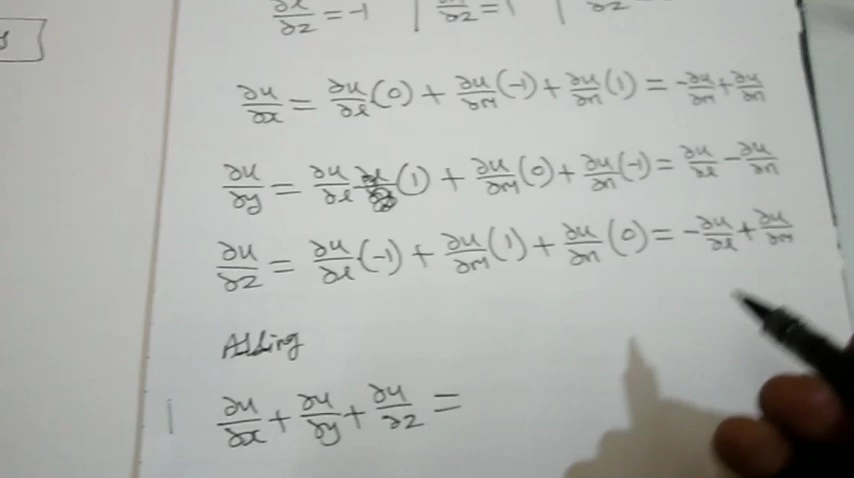 ∂l/∂z = -1 | ∂m/∂z = 1 | ∂z
∂u/∂x = ∂u/∂l (0) + ∂u/∂m (-1) + ∂u/∂n (1) = -∂u/∂m + ∂u/∂n
∂u/∂y = ∂u/∂l (1) + ∂u/∂m (0) + ∂u/∂n (-1) = ∂u/∂l - ∂u/∂n
∂u/∂z = ∂u/∂l (-1) + ∂u/∂m (1) + ∂u/∂n (0) = -∂u/∂l + ∂u/∂m
Adding
∂u/∂x + ∂u/∂y + ∂u/∂z =